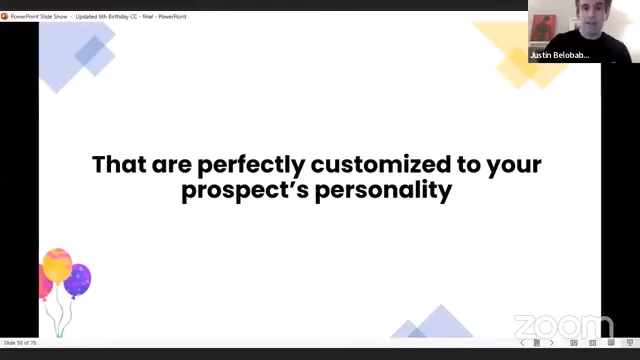 PowerPoint Slide Show - Updated 6th Birthday CC - final - PowerPoint
Justin Belobab...
That are perfectly customized to your
prospect's personality
zoom
Slide 58 of 78